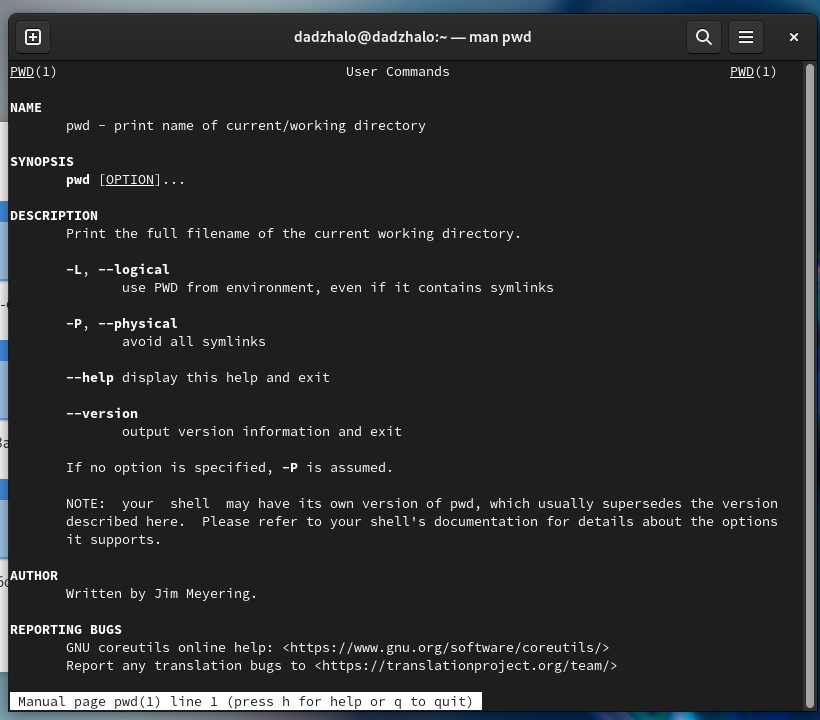 dadzhalo@dadzhalo:~ — man pwd
PWD(1)                                    User Commands                                   PWD(1)
NAME
pwd - print name of current/working directory
SYNOPSIS
pwd [OPTION]...
DESCRIPTION
Print the full filename of the current working directory.
-L, --logical
use PWD from environment, even if it contains symlinks
-P, --physical
avoid all symlinks
--help display this help and exit
--version
output version information and exit
If no option is specified, -P is assumed.
NOTE:  your  shell  may have its own version of pwd, which usually supersedes the version
described here.  Please refer to your shell's documentation for details about the options
it supports.
AUTHOR
Written by Jim Meyering.
REPORTING BUGS
GNU coreutils online help: <https://www.gnu.org/software/coreutils/>
Report any translation bugs to <https://translationproject.org/team/>
Manual page pwd(1) line 1 (press h for help or q to quit)